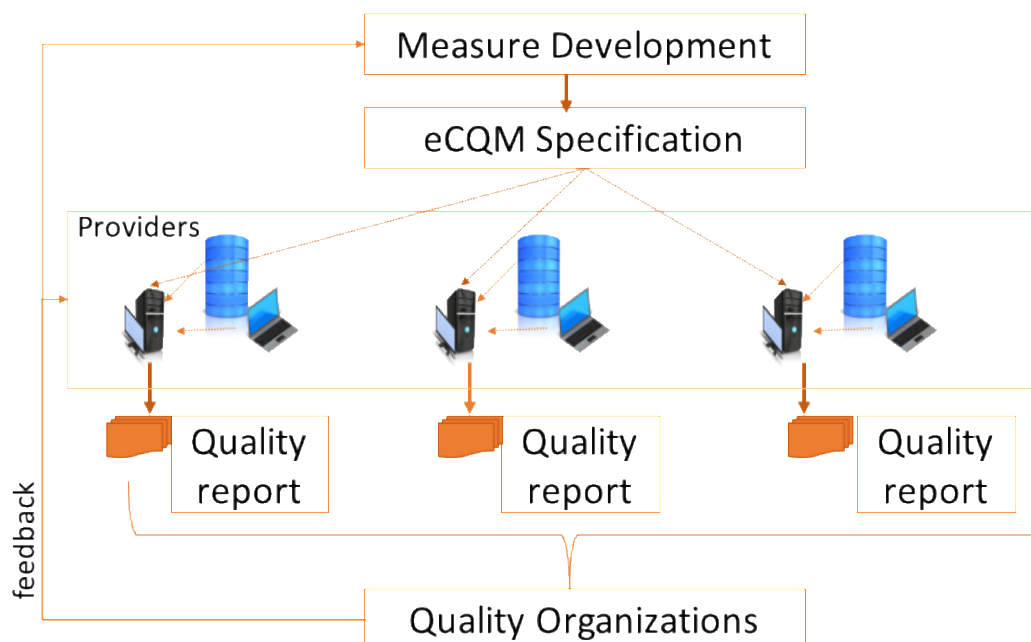 Measure Development
eCQM Specification
Providers
Quality
report
Quality
report
Quality
report
feedback
Quality Organizations